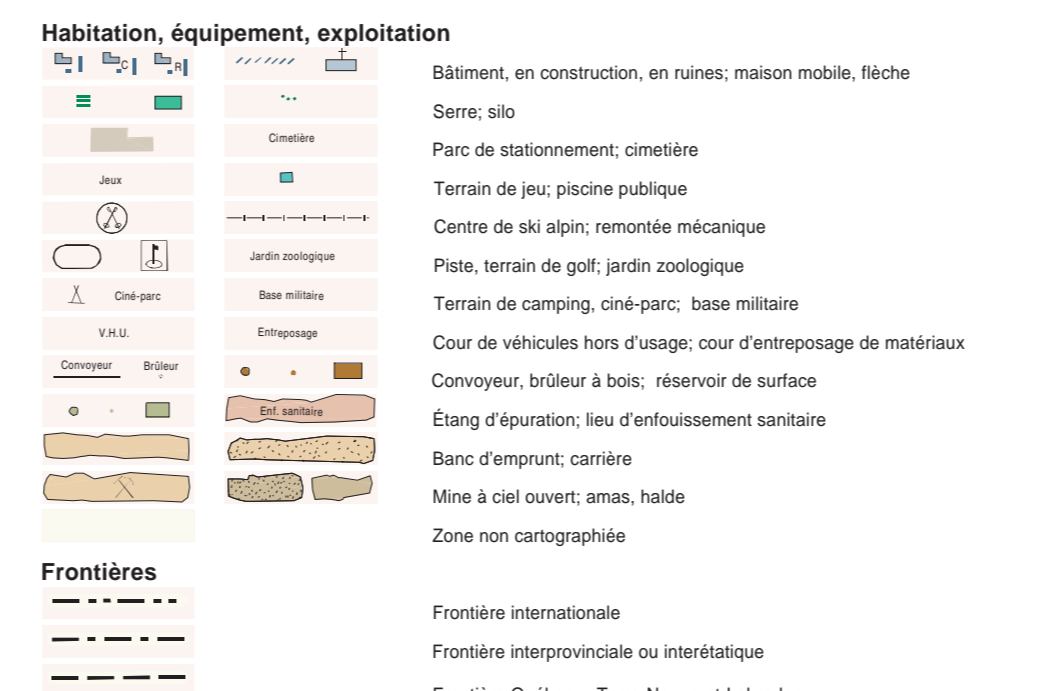 Habitation, équipement, exploitation
C R Bâtiment, en construction, en ruines; maison mobile, flèche
Serre; silo
Cimetière Parc de stationnement; cimetière
Jeux Terrain de jeu; piscine publique
Centre de ski alpin; remontée mécanique
Jardin zoologique Piste, terrain de golf; jardin zoologique
Ciné-parc Base militaire Terrain de camping, ciné-parc; base militaire
V.H.U. Entreposage Cour de véhicules hors d'usage; cour d'entreposage de matériaux
Convoyeur Brûleur Convoyeur, brûleur à bois; réservoir de surface
Enf. sanitaire Étang d'épuration; lieu d'enfouissement sanitaire
Banc d'emprunt; carrière
Mine à ciel ouvert; amas, halde
Zone non cartographiée
Frontières
Frontière internationale
Frontière interprovinciale ou interétatique